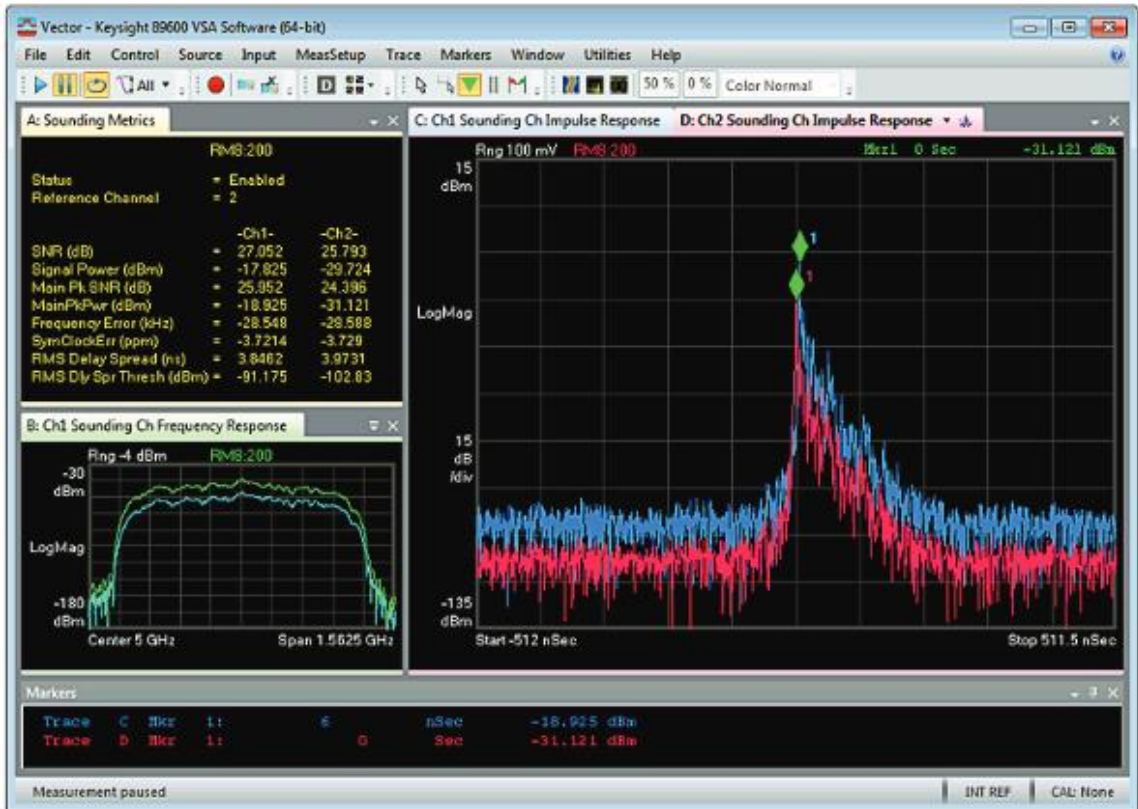 Vector - Keysight 89600 VSA Software (64-bit)
File Edit Control Source Input MeasSetup Trace Markers Window Utilities Help
All 50 % 0 % Color Normal
A: Sounding Metrics
RMS:200
Status = Enabled
Reference Channel = 2
-Ch1- -Ch2-
SNR (dB) = 27.052 25.793
Signal Power (dBm) = -17.825 -29.724
Main Pk SNR (dB) = 25.952 24.396
MainPkPwr (dBm) = -18.925 -31.121
Frequency Error (kHz) = -28.548 -28.588
SymClockErr (ppm) = -3.7214 -3.729
RMS Delay Spread (ns) = 3.8462 3.9731
RMS Dly Spr Thresh (dBm) = -91.175 -102.83
B: Ch1 Sounding Ch Frequency Response
Rng -4 dBm RMS:200
-30
dBm
LogMag
-180
dBm
Center 5 GHz Span 1.5625 GHz
C: Ch1 Sounding Ch Impulse Response D: Ch2 Sounding Ch Impulse Response
Rng 100 mV RMS:200 Mkr1 0 Sec -31.121 dBm
15
dBm
1
1
LogMag
15
dB
/div
-135
dBm
Start -512 nSec Stop 511.5 nSec
Markers
Trace C Mkr 1: 6 nSec -18.925 dBm
Trace D Mkr 1: 0 Sec -31.121 dBm
Measurement paused INT REF CAL: None